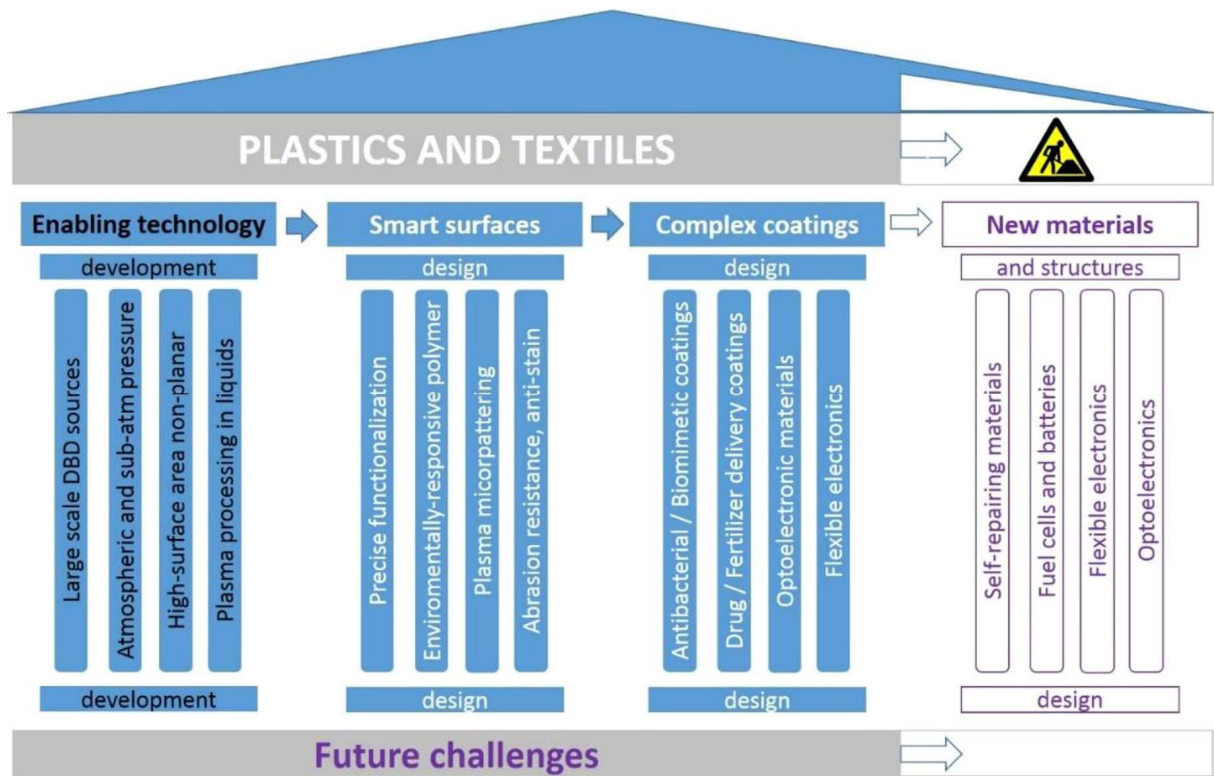 PLASTICS AND TEXTILES
Enabling technology
development
Large scale DBD sources
Atmospheric and sub-atm pressure
High-surface area non-planar
Plasma processing in liquids
development
Smart surfaces
design
Precise functionalization
Enviromentally-responsive polymer
Plasma micorpattering
Abrasion resistance, anti-stain
design
Complex coatings
design
Antibacterial / Biomimetic coatings
Drug / Fertilizer delivery coatings
Optoelectronic materials
Flexible electronics
design
New materials
and structures
Self-repairing materials
Fuel cells and batteries
Flexible electronics
Optoelectronics
design
Future challenges